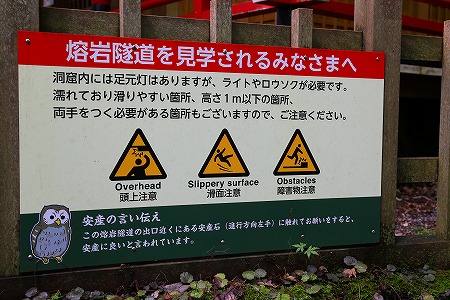 熔岩隧道を見学されるみなさまへ
洞窟内には足元灯はありますが、ライトやロウソクが必要です。
濡れており滑りやすい箇所、高さ1m以下の箇所、
両手をつく必要がある箇所もございますので、ご注意ください。
Overhead
頭上注意
Slippery surface
滑面注意
Obstacles
障害物注意
安産の言い伝え
この熔岩隧道の出口近くにある安産石（進行方向左手）に触れてお願いをすると、
安産に良いと言われています。